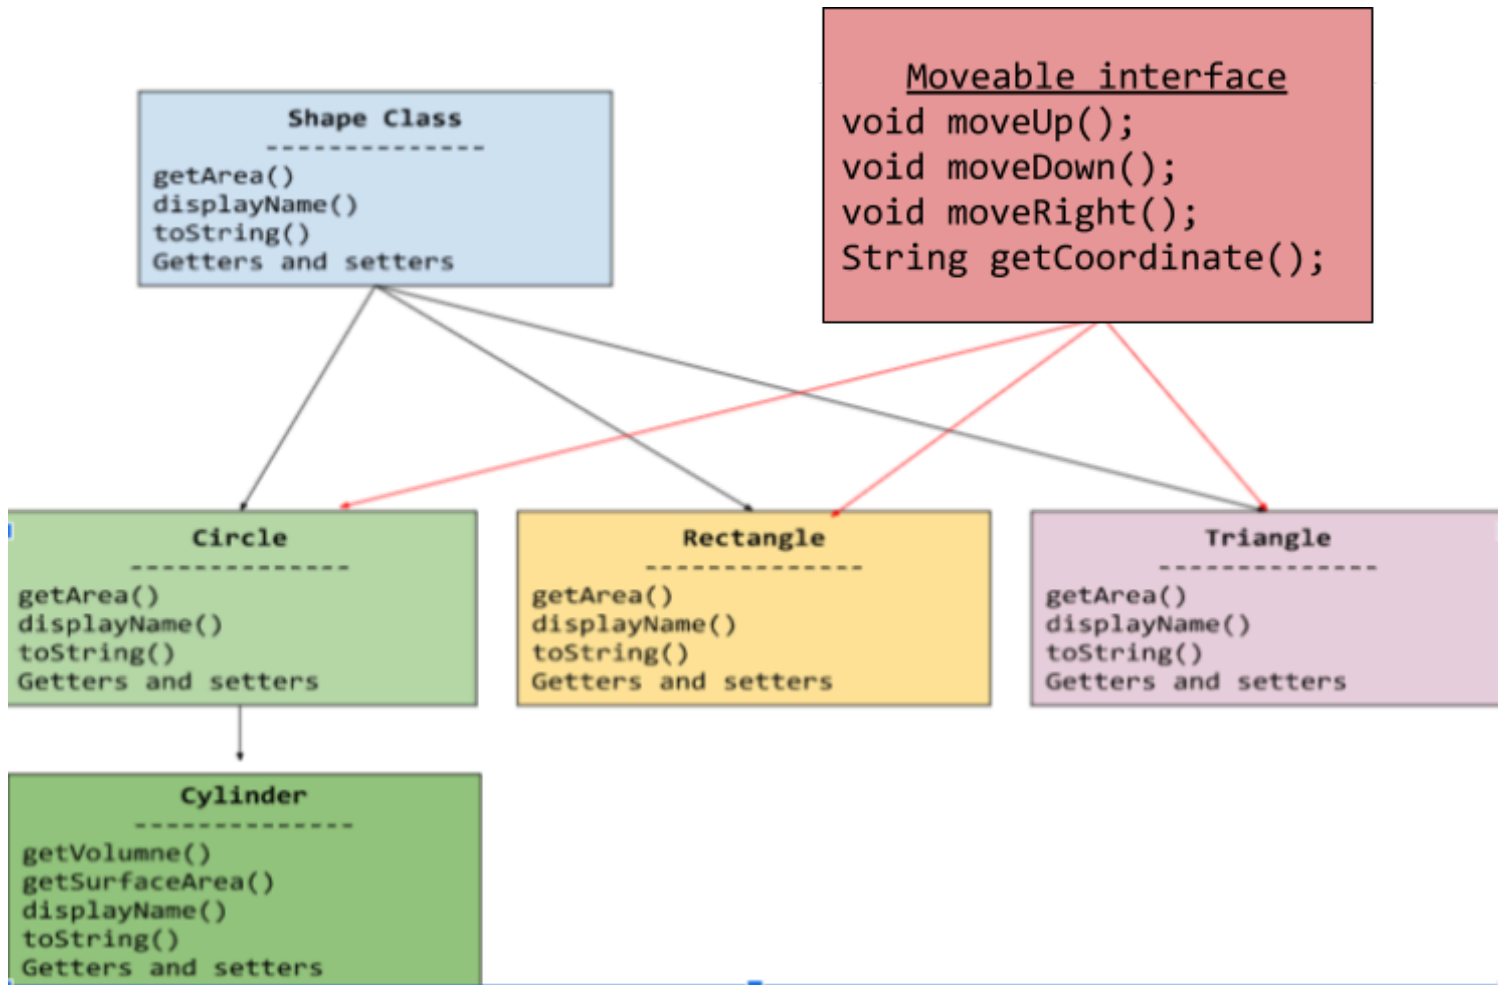 Shape Class
--------------
getArea()
displayName()
toString()
Getters and setters
Moveable interface
void moveUp();
void moveDown();
void moveRight();
String getCoordinate();
Circle
--------------
getArea()
displayName()
toString()
Getters and setters
Rectangle
--------------
getArea()
displayName()
toString()
Getters and setters
Triangle
--------------
getArea()
displayName()
toString()
Getters and setters
Cylinder
--------------
getVolumne()
getSurfaceArea()
displayName()
toString()
Getters and setters